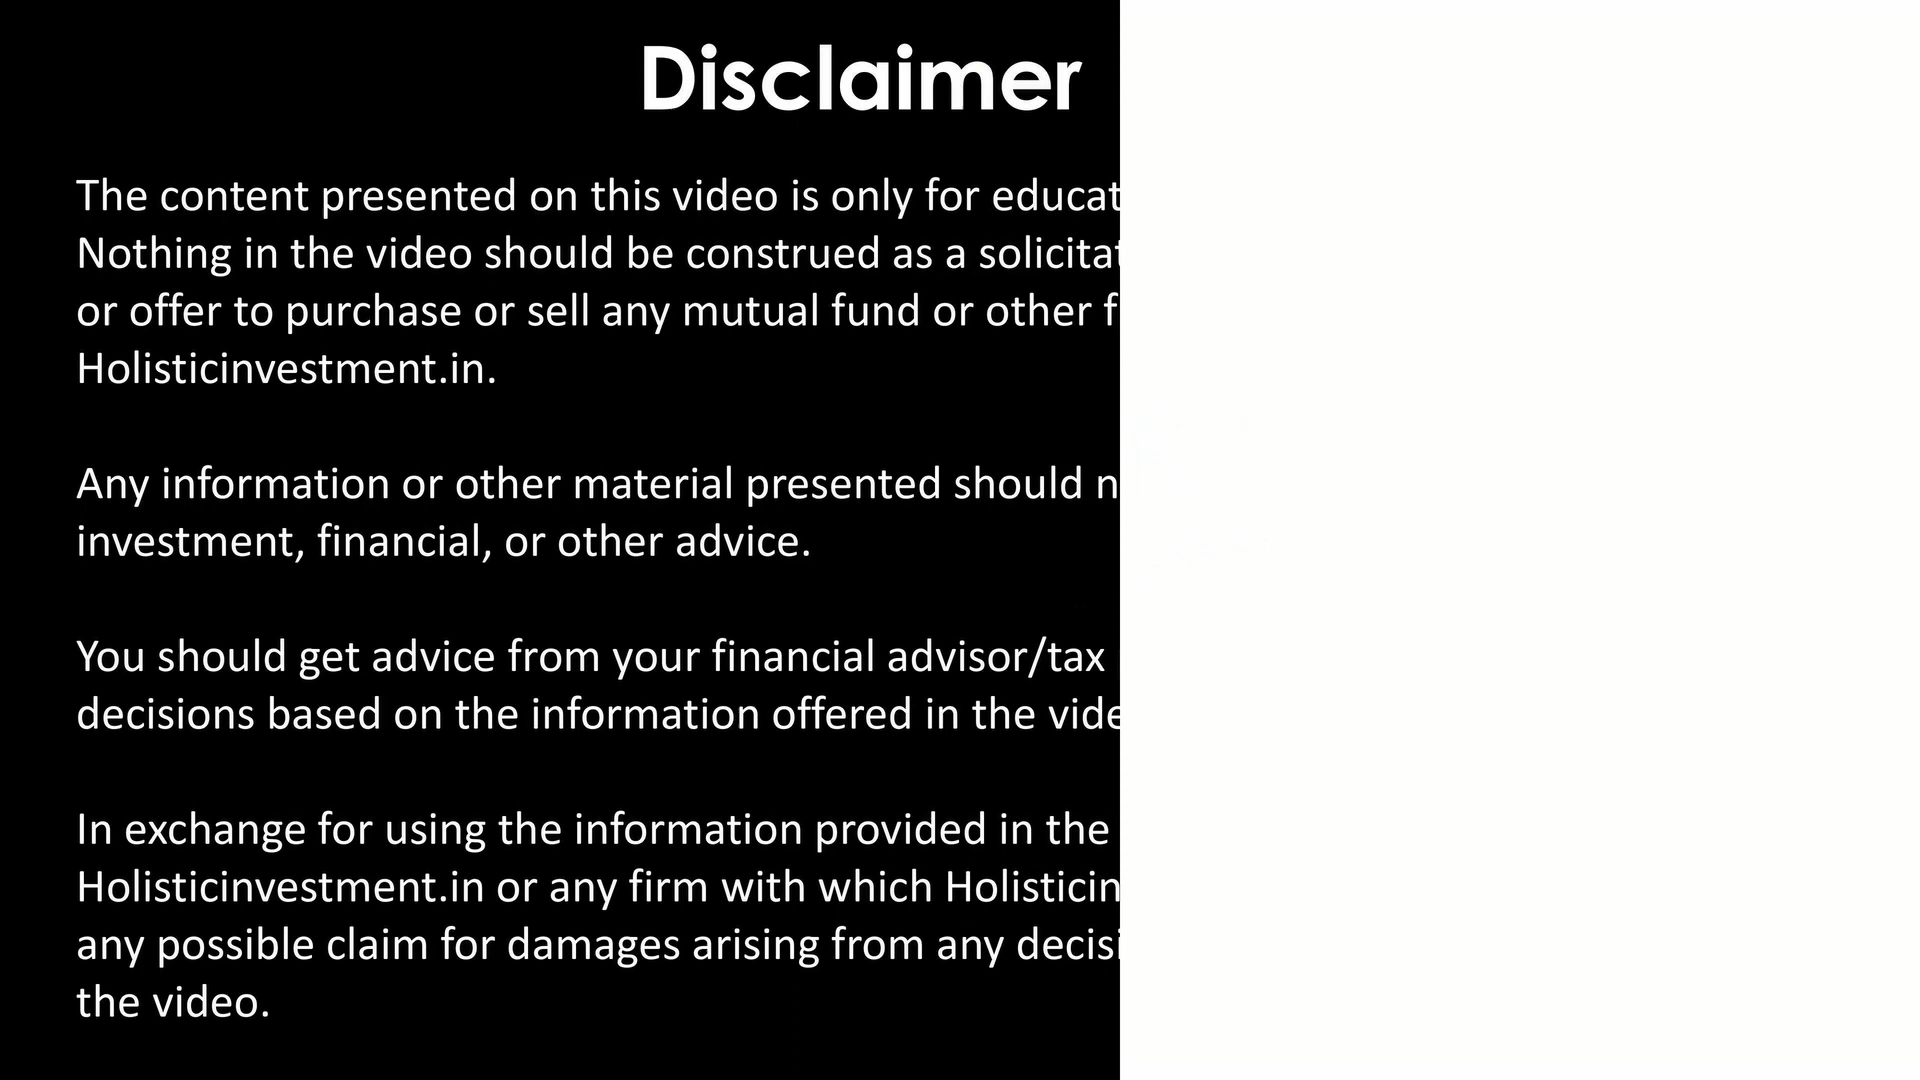 Disclaimer
The content presented on this video is only for educat
Nothing in the video should be construed as a solicitat
or offer to purchase or sell any mutual fund or other f
Holisticinvestment.in.
Any information or other material presented should n
investment, financial, or other advice.
You should get advice from your financial advisor/tax
decisions based on the information offered in the vide
In exchange for using the information provided in the
Holisticinvestment.in or any firm with which Holisticin
any possible claim for damages arising from any decisi
the video.